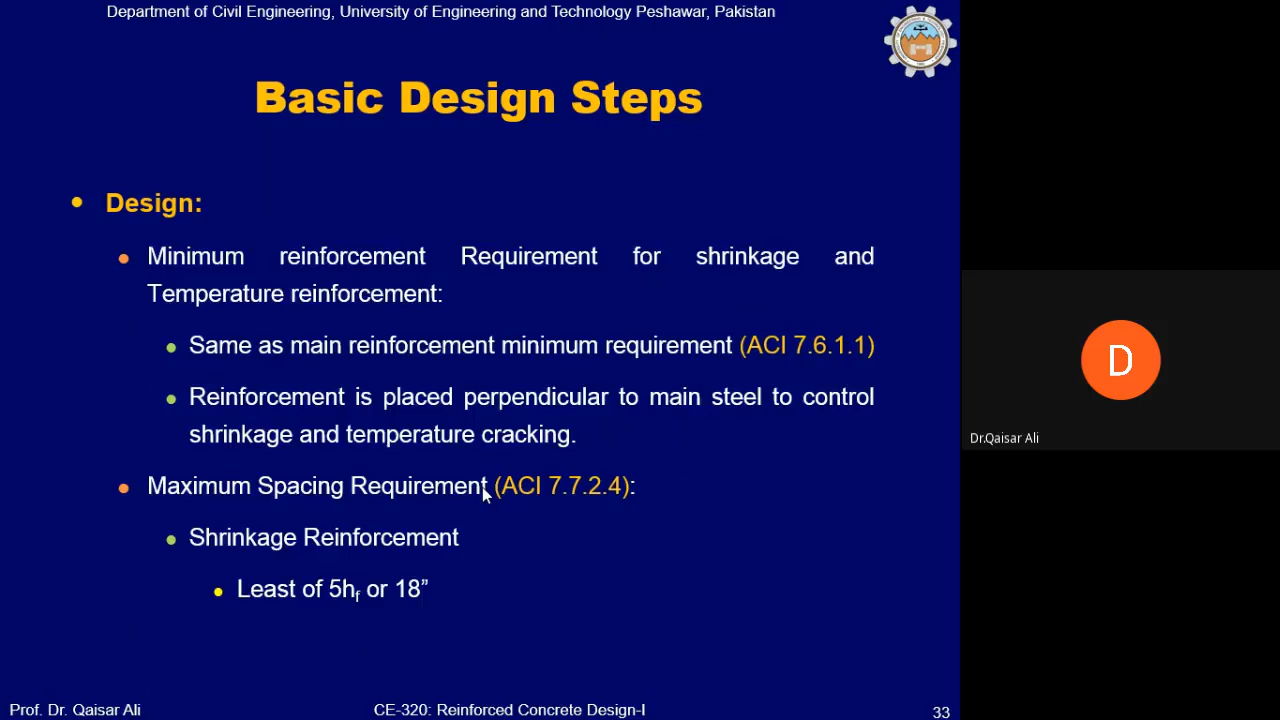 Department of Civil Engineering, University of Engineering and Technology Peshawar, Pakistan
Basic Design Steps
• Design:
• Minimum reinforcement Requirement for shrinkage and
Temperature reinforcement:
• Same as main reinforcement minimum requirement (ACI 7.6.1.1)
• Reinforcement is placed perpendicular to main steel to control
shrinkage and temperature cracking.
• Maximum Spacing Requirement (ACI 7.7.2.4):
• Shrinkage Reinforcement
• Least of 5hf or 18”
D
Dr.Qaisar Ali
Prof. Dr. Qaisar Ali
CE-320: Reinforced Concrete Design-I
33